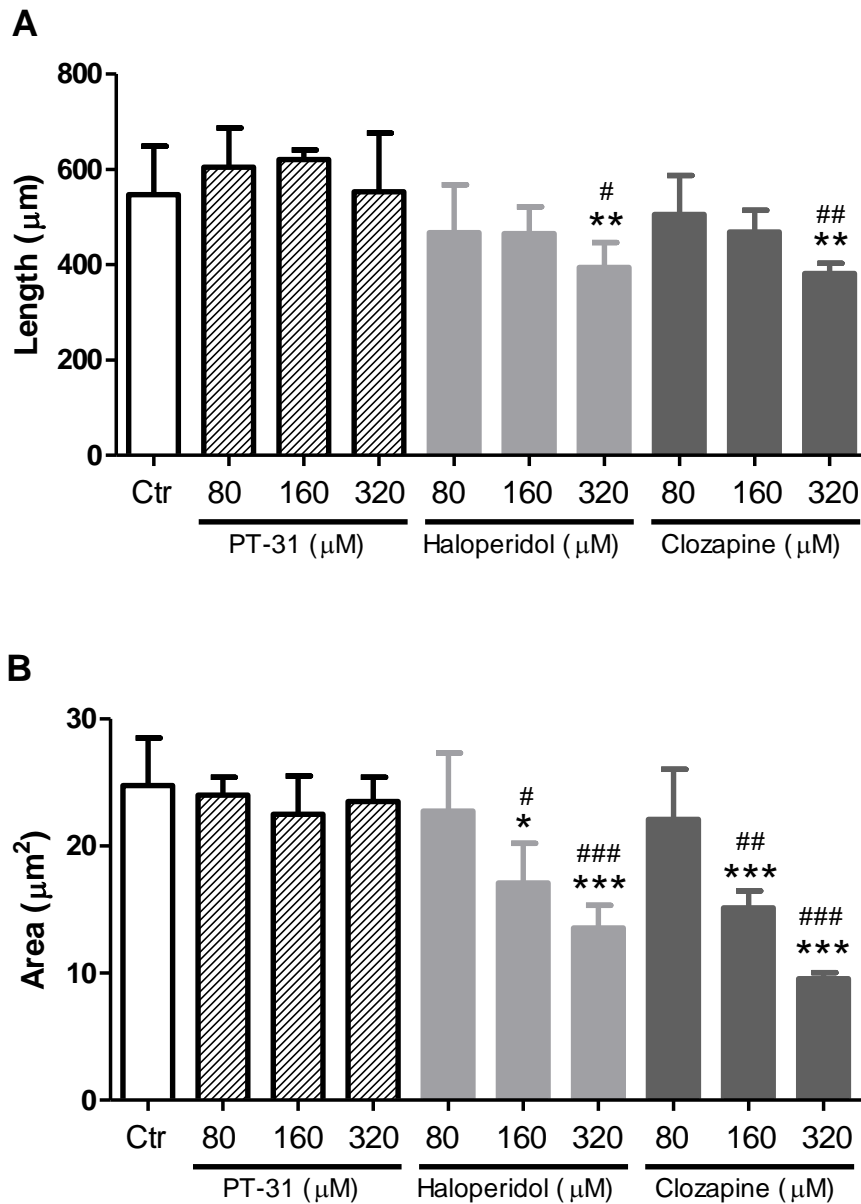 A
800
600
400
200
0
Length (μm)
#
**
##
**
Ctr 80 160 320 80 160 320 80 160 320
PT-31 (μM) Haloperidol (μM) Clozapine (μM)
B
30
20
10
0
Area (μm²)
#
*
###
***
##
***
###
***
Ctr 80 160 320 80 160 320 80 160 320
PT-31 (μM) Haloperidol (μM) Clozapine (μM)